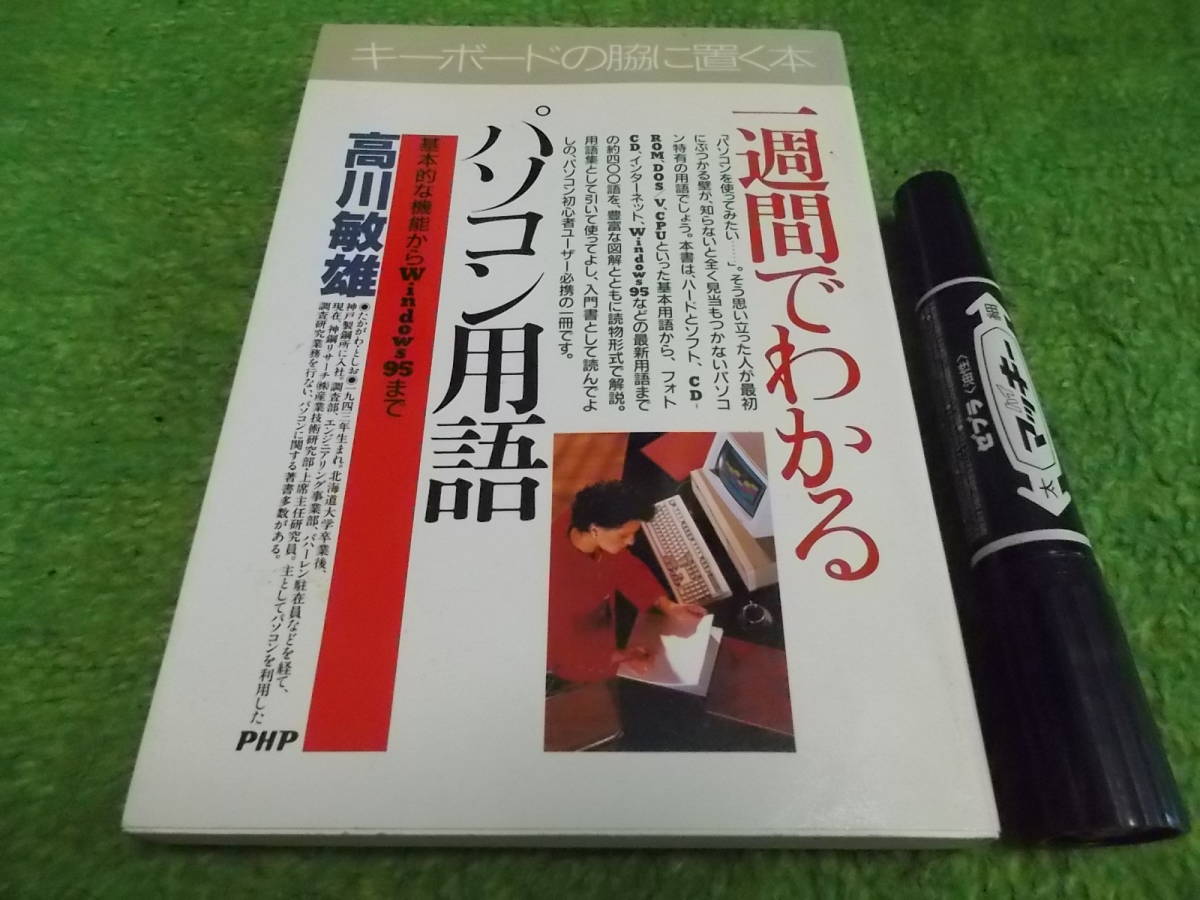 キーボードの脇に置く本
一週間でわかる
パソコン用語
「パソコンを使ってみたい……」。そう思い立った人が最初
にぶつかる壁が、知らないと全く見当もつかないパソコ
ン特有の用語でしょう。本書は、ハードとソフト、CD-
ROM、DOS/V、CPUといった基本用語から、フォト
CD、インターネット、Windows95などの最新用語まで
の約四〇〇語を、豊富な図解とともに読物形式で解説。
用語集として引いて使ってよし、入門書として読んでよ
しの、パソコン初心者ユーザー必携の一冊です。
基本的な機能からWindows95まで
高川敏雄
●たかがわ・としお●一九四三年生まれ。北海道大学卒業後、
神戸製鋼所に入社。調査部、エンジニアリング事業部、バハーレン駐在員などを経て、
現在、神鋼リサーチ㈱産業技術研究部・上席主任研究員。主としてパソコンを利用した
調査研究業務を行ない、パソコンに関する著書多数がある。
PHP
細
マッキー
太
ゼブラ〈油性〉